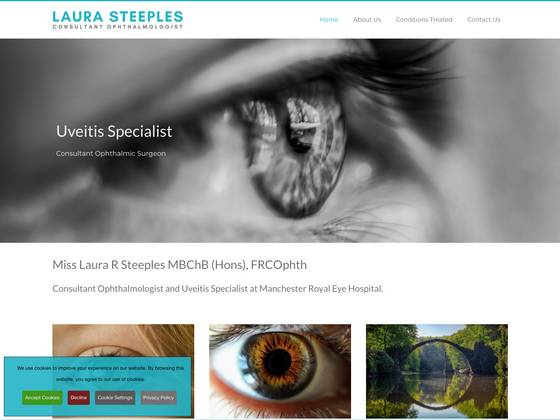 LAURA STEEPLES
CONSULTANT OPHTHALMOLOGIST
Home About Us Conditions Treated Contact Us
Uveitis Specialist
Consultant Ophthalmic Surgeon
Miss Laura R Steeples MBChB (Hons), FRCOphth
Consultant Ophthalmologist and Uveitis Specialist at Manchester Royal Eye Hospital.
We use cookies to improve your experience on our website. By browsing this
website, you agree to our use of cookies.
Accept Cookies Decline Cookie Settings Privacy Policy